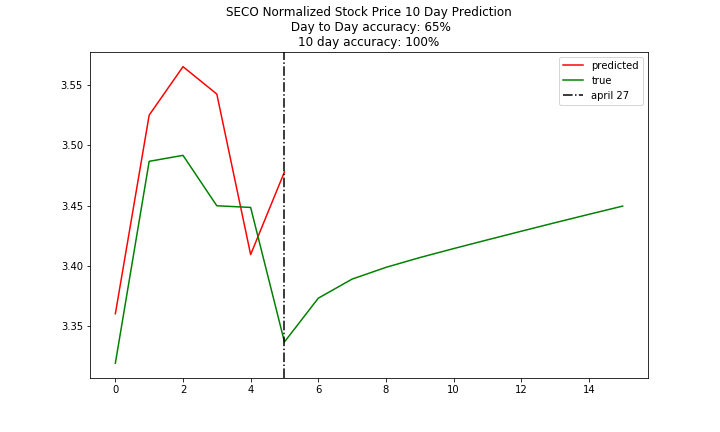 SECO Normalized Stock Price 10 Day Prediction
Day to Day accuracy: 65%
10 day accuracy: 100%
predicted
true
april 27
3.55
3.50
3.45
3.40
3.35
0 2 4 6 8 10 12 14